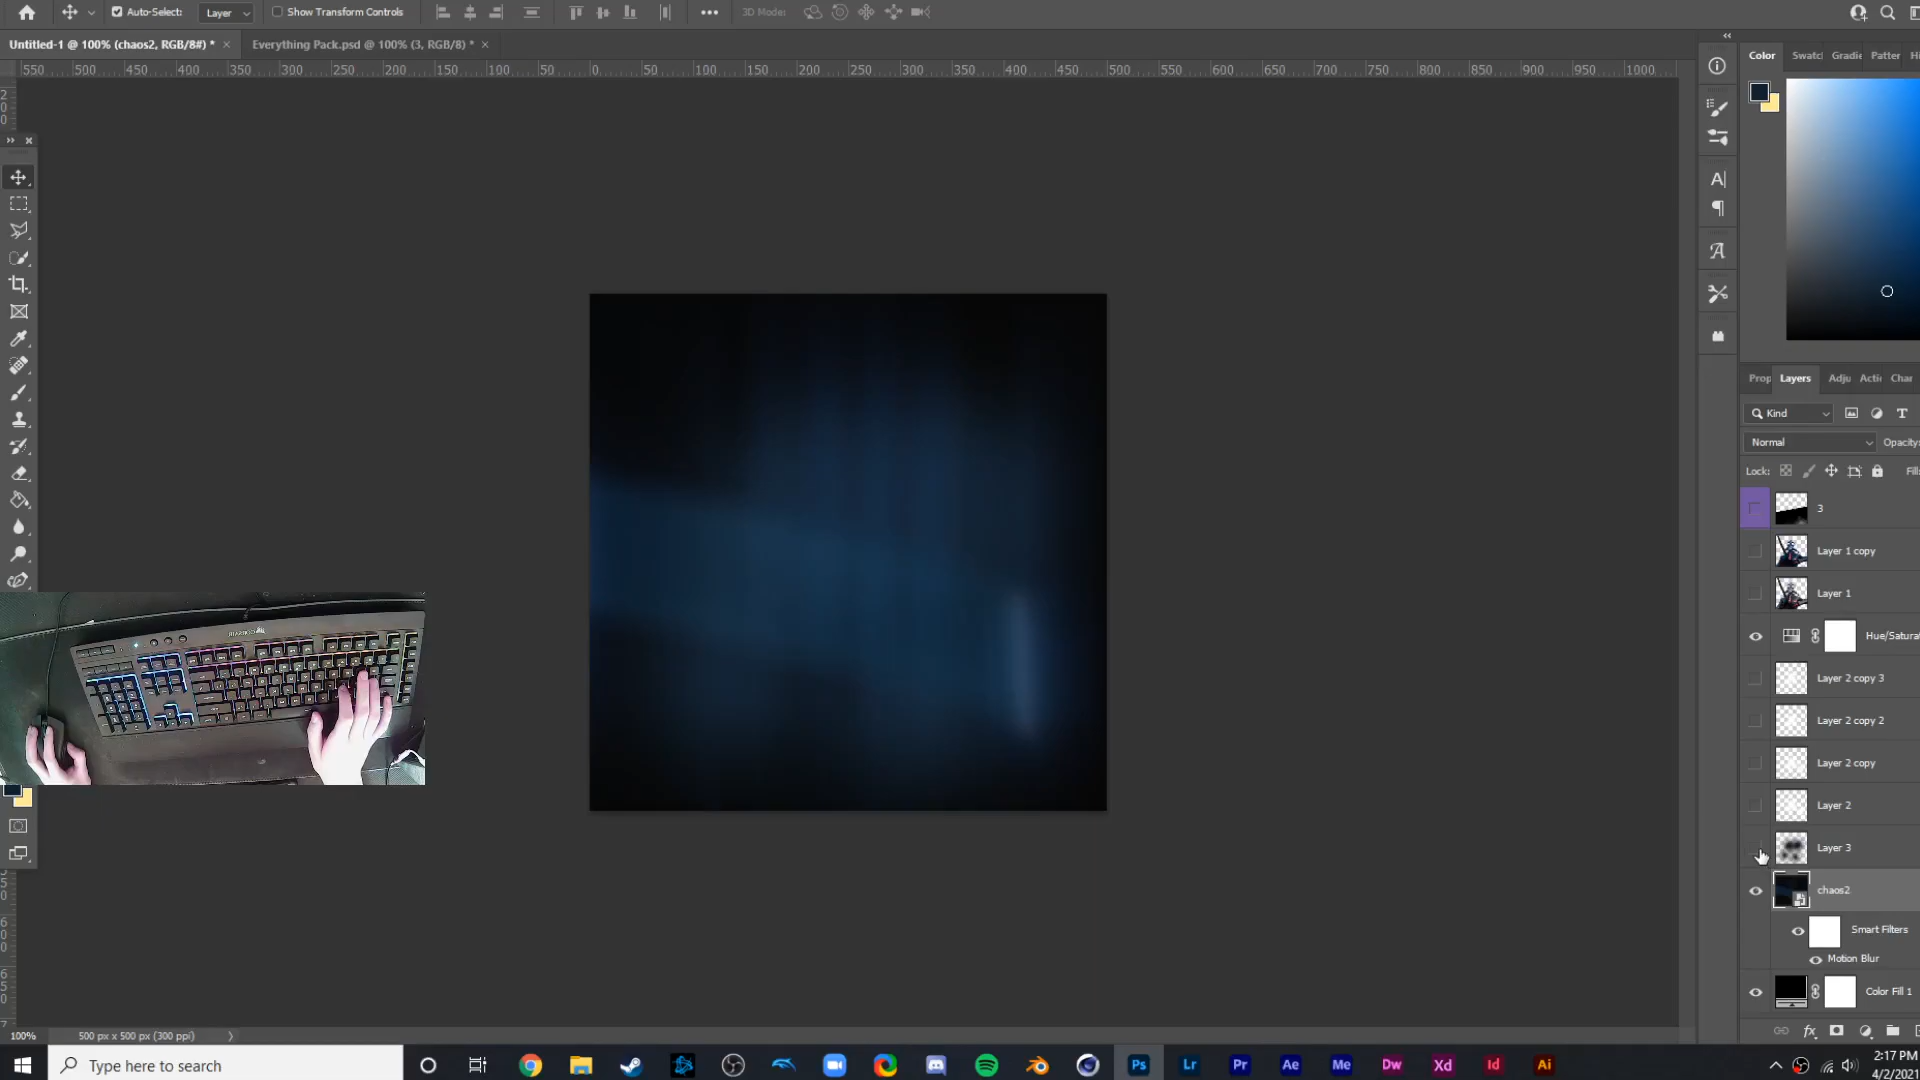 Auto-Select: Layer Show Transform Controls 3D Mode:
Untitled-1 @ 100% (chaos2, RGB/8#) * × Everything Pack.psd @ 100% (3, RGB/8) * ×
550 500 450 400 350 300 250 200 150 100 50 0 50 100 150 200 250 300 350 400 450 500 550 600 650 700 750 800 850 900 950 1000
Color Swatc Gradie Patter
Prop Layers Adju Acti Char
Kind
Normal Opacity
Lock: Fill
3
Layer 1 copy
Layer 1
Hue/Satura
Layer 2 copy 3
Layer 2 copy 2
Layer 2 copy
Layer 2
Layer 3
chaos2
Smart Filters
Motion Blur
Color Fill 1
100% 500 px x 500 px (300 ppi)
Type here to search
Ps Lr Pr Ae Me Dw Xd Id Ai
2:17 PM
4/2/2021